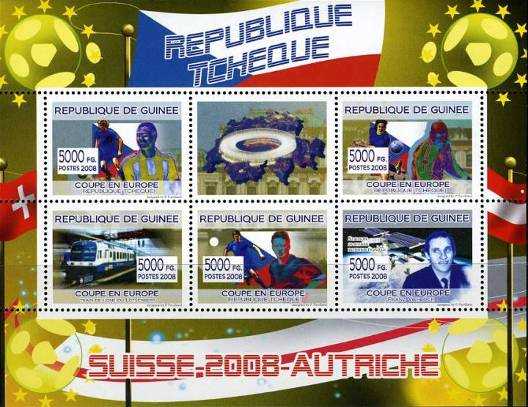 REPUBLIQUE
TCHEQUE
REPUBLIQUE DE GUINEE
5000 FG.
POSTES 2008
COUPE EN EUROPE
REPUBLIQUE TCHEQUE
REPUBLIQUE DE GUINEE
5000 FG.
POSTES 2008
COUPE EN EUROPE
REPUBLIQUE TCHEQUE
REPUBLIQUE DE GUINEE
5000 FG.
POSTES 2008
COUPE EN EUROPE
REPUBLIQUE DE GUINEE
5000 FG.
POSTES 2008
COUPE EN EUROPE
REPUBLIQUE TCHEQUE
REPUBLIQUE DE GUINEE
5000 FG.
POSTES 2008
COUPE EN EUROPE
SUISSE-2008-AUTRICHE